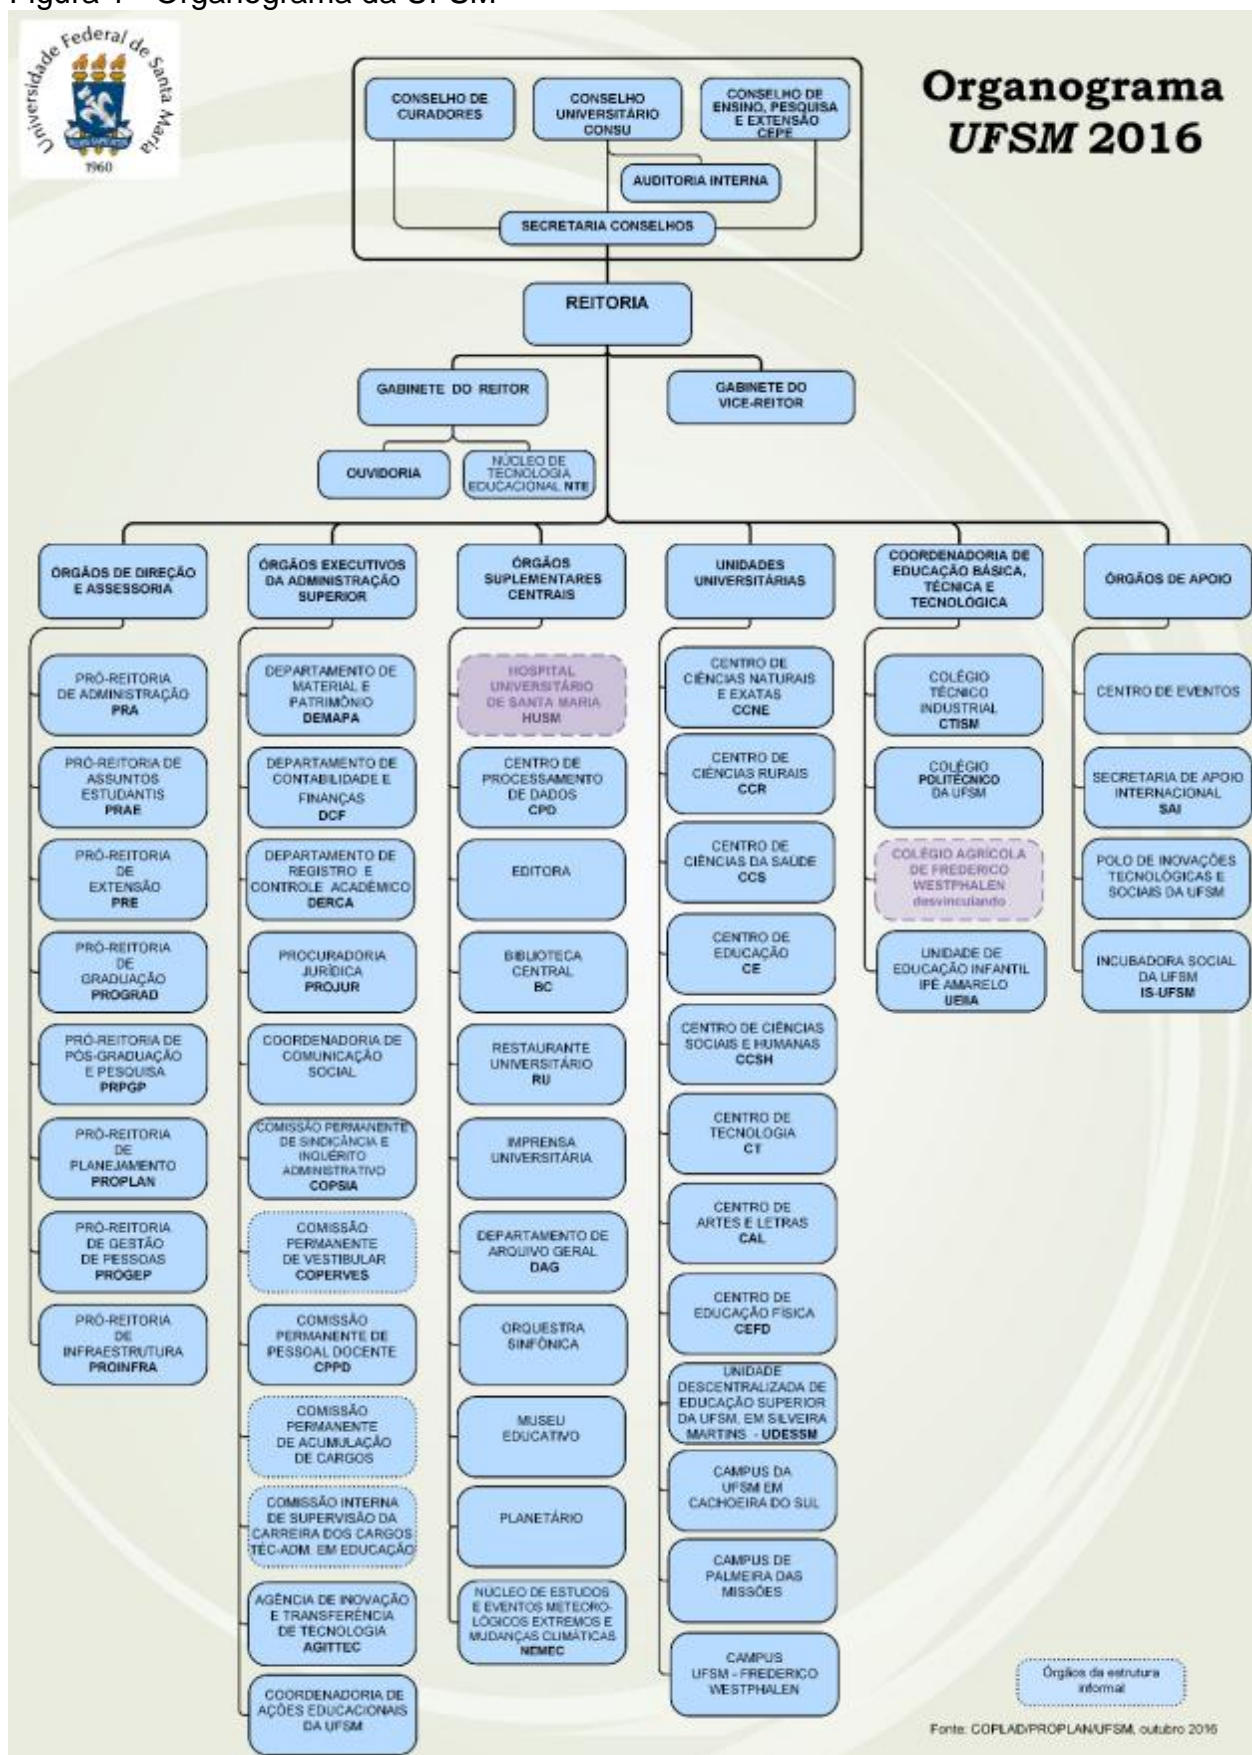 Figura 1 - Organograma da UFSM
Universidade Federal de Santa Maria
1960
Organograma
UFSM 2016
CONSELHO DE
CURADORES
CONSELHO
UNIVERSITÁRIO
CONSU
CONSELHO DE
ENSINO, PESQUISA
E EXTENSÃO
CEPE
AUDITORIA INTERNA
SECRETARIA CONSELHOS
REITORIA
GABINETE DO REITOR
GABINETE DO
VICE-REITOR
OUVIDORIA
NÚCLEO DE
TECNOLOGIA
EDUCACIONAL NTE
ÓRGÃOS DE DIREÇÃO
E ASSESSORIA
PRÓ-REITORIA
DE ADMINISTRAÇÃO
PRA
PRÓ-REITORIA DE
ASSUNTOS
ESTUDANTIS
PRAE
PRÓ-REITORIA
DE
EXTENSÃO
PRE
PRÓ-REITORIA
DE
GRADUAÇÃO
PROGRAD
PRÓ-REITORIA DE
PÓS-GRADUAÇÃO
E PESQUISA
PRPGP
PRÓ-REITORIA
DE
PLANEJAMENTO
PROPLAN
PRÓ-REITORIA
DE GESTÃO
DE PESSOAS
PROGEP
PRÓ-REITORIA
DE
INFRAESTRUTURA
PROINFRA
ÓRGÃOS EXECUTIVOS
DA ADMINISTRAÇÃO
SUPERIOR
DEPARTAMENTO DE
MATERIAL E
PATRIMÔNIO
DEMAPA
DEPARTAMENTO DE
CONTABILIDADE E
FINANÇAS
DCF
DEPARTAMENTO DE
REGISTRO E
CONTROLE ACADÊMICO
DERCA
PROCURADORIA
JURÍDICA
PROJUR
COORDENADORIA DE
COMUNICAÇÃO
SOCIAL
COMISSÃO PERMANENTE
DE SINDICÂNCIA E
INQUÉRITO
ADMINISTRATIVO
COPSIA
COMISSÃO
PERMANENTE
DE VESTIBULAR
COPERVES
COMISSÃO
PERMANENTE DE
PESSOAL DOCENTE
CPPD
COMISSÃO
PERMANENTE
DE ACUMULAÇÃO
DE CARGOS
COMISSÃO INTERNA
DE SUPERVISÃO DA
CARREIRA DOS CARGOS
TÉC-ADM. EM EDUCAÇÃO
AGÊNCIA DE INOVAÇÃO
E TRANSFERÊNCIA
DE TECNOLOGIA
AGITTEC
COORDENADORIA DE
AÇÕES EDUCACIONAIS
DA UFSM
ÓRGÃOS
SUPLEMENTARES
CENTRAIS
HOSPITAL
UNIVERSITÁRIO
DE SANTA MARIA
HUSM
CENTRO DE
PROCESSAMENTO
DE DADOS
CPD
EDITORA
BIBLIOTECA
CENTRAL
BC
RESTAURANTE
UNIVERSITÁRIO
RU
IMPRENSA
UNIVERSITÁRIA
DEPARTAMENTO DE
ARQUIVO GERAL
DAG
ORQUESTRA
SINFÔNICA
MUSEU
EDUCATIVO
PLANETÁRIO
NÚCLEO DE ESTUDOS
E EVENTOS METEORO-
LÓGICOS EXTREMOS E
MUDANÇAS CLIMÁTICAS
NEMEC
UNIDADES
UNIVERSITÁRIAS
CENTRO DE
CIÊNCIAS NATURAIS
E EXATAS
CCNE
CENTRO DE
CIÊNCIAS RURAIS
CCR
CENTRO DE
CIÊNCIAS DA SAÚDE
CCS
CENTRO DE
EDUCAÇÃO
CE
CENTRO DE CIÊNCIAS
SOCIAIS E HUMANAS
CCSH
CENTRO DE
TECNOLOGIA
CT
CENTRO DE
ARTES E LETRAS
CAL
CENTRO DE
EDUCAÇÃO FÍSICA
CEFD
UNIDADE
DESCENTRALIZADA DE
EDUCAÇÃO SUPERIOR
DA UFSM, EM SILVEIRA
MARTINS - UDESSM
CAMPUS DA
UFSM EM
CACHOEIRA DO SUL
CAMPUS DE
PALMEIRA DAS
MISSÕES
CAMPUS
UFSM - FREDERICO
WESTPHALEN
COORDENADORIA DE
EDUCAÇÃO BÁSICA,
TÉCNICA E
TECNOLÓGICA
COLÉGIO
TÉCNICO
INDUSTRIAL
CTISM
COLÉGIO
POLITÉCNICO
DA UFSM
COLÉGIO AGRÍCOLA
DE FREDERICO
WESTPHALEN
desvinculando
UNIDADE DE
EDUCAÇÃO INFANTIL
IPÊ AMARELO
UEIIA
ÓRGÃOS DE APOIO
CENTRO DE EVENTOS
SECRETARIA DE APOIO
INTERNACIONAL
SAI
POLO DE INOVAÇÕES
TECNOLÓGICAS E
SOCIAIS DA UFSM
INCUBADORA SOCIAL
DA UFSM
IS-UFSM
Órgãos da estrutura
informal
Fonte: COPLAD/PROPLAN/UFSM, outubro 2016